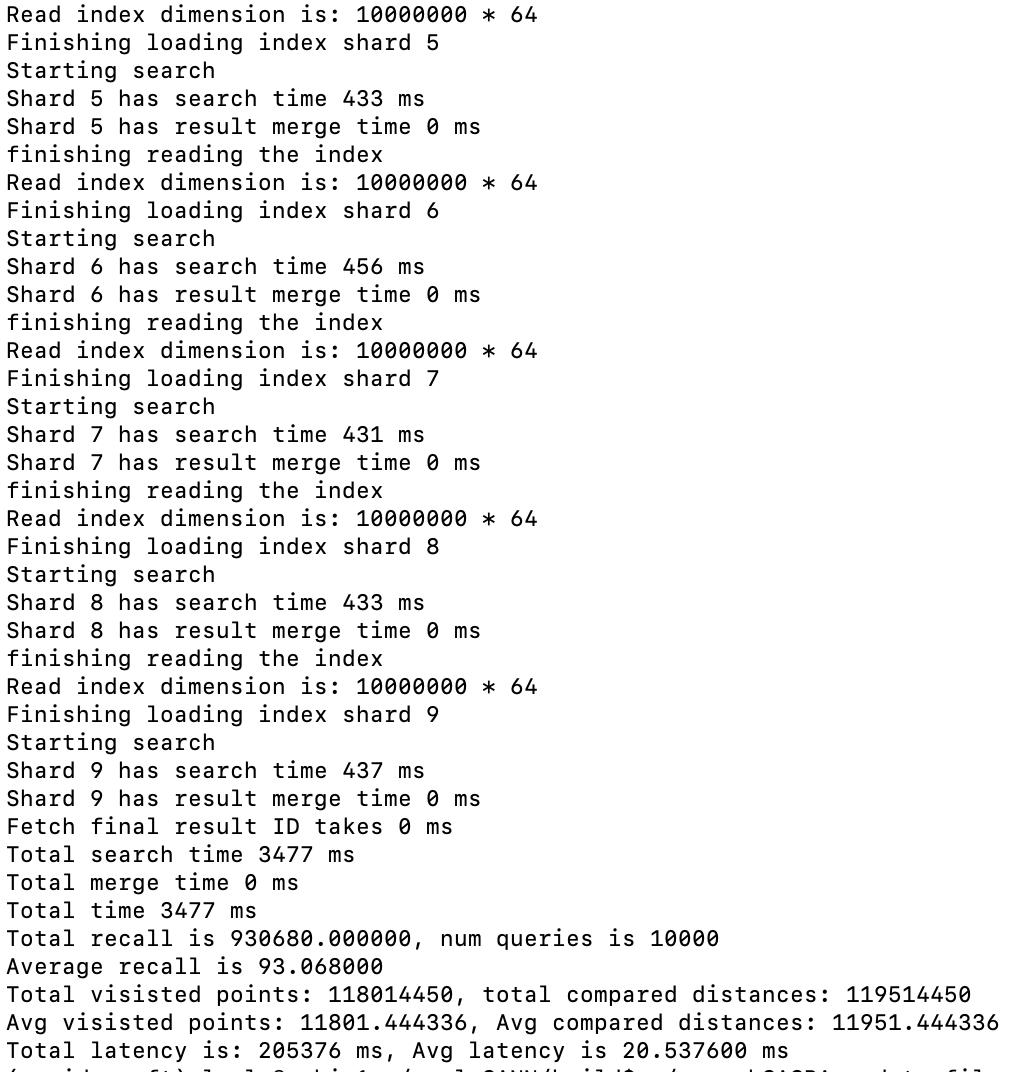 Read index dimension is: 10000000 * 64
Finishing loading index shard 5
Starting search
Shard 5 has search time 433 ms
Shard 5 has result merge time 0 ms
finishing reading the index
Read index dimension is: 10000000 * 64
Finishing loading index shard 6
Starting search
Shard 6 has search time 456 ms
Shard 6 has result merge time 0 ms
finishing reading the index
Read index dimension is: 10000000 * 64
Finishing loading index shard 7
Starting search
Shard 7 has search time 431 ms
Shard 7 has result merge time 0 ms
finishing reading the index
Read index dimension is: 10000000 * 64
Finishing loading index shard 8
Starting search
Shard 8 has search time 433 ms
Shard 8 has result merge time 0 ms
finishing reading the index
Read index dimension is: 10000000 * 64
Finishing loading index shard 9
Starting search
Shard 9 has search time 437 ms
Shard 9 has result merge time 0 ms
Fetch final result ID takes 0 ms
Total search time 3477 ms
Total merge time 0 ms
Total time 3477 ms
Total recall is 930680.000000, num queries is 10000
Average recall is 93.068000
Total visisted points: 118014450, total compared distances: 119514450
Avg visisted points: 11801.444336, Avg compared distances: 11951.444336
Total latency is: 205376 ms, Avg latency is 20.537600 ms